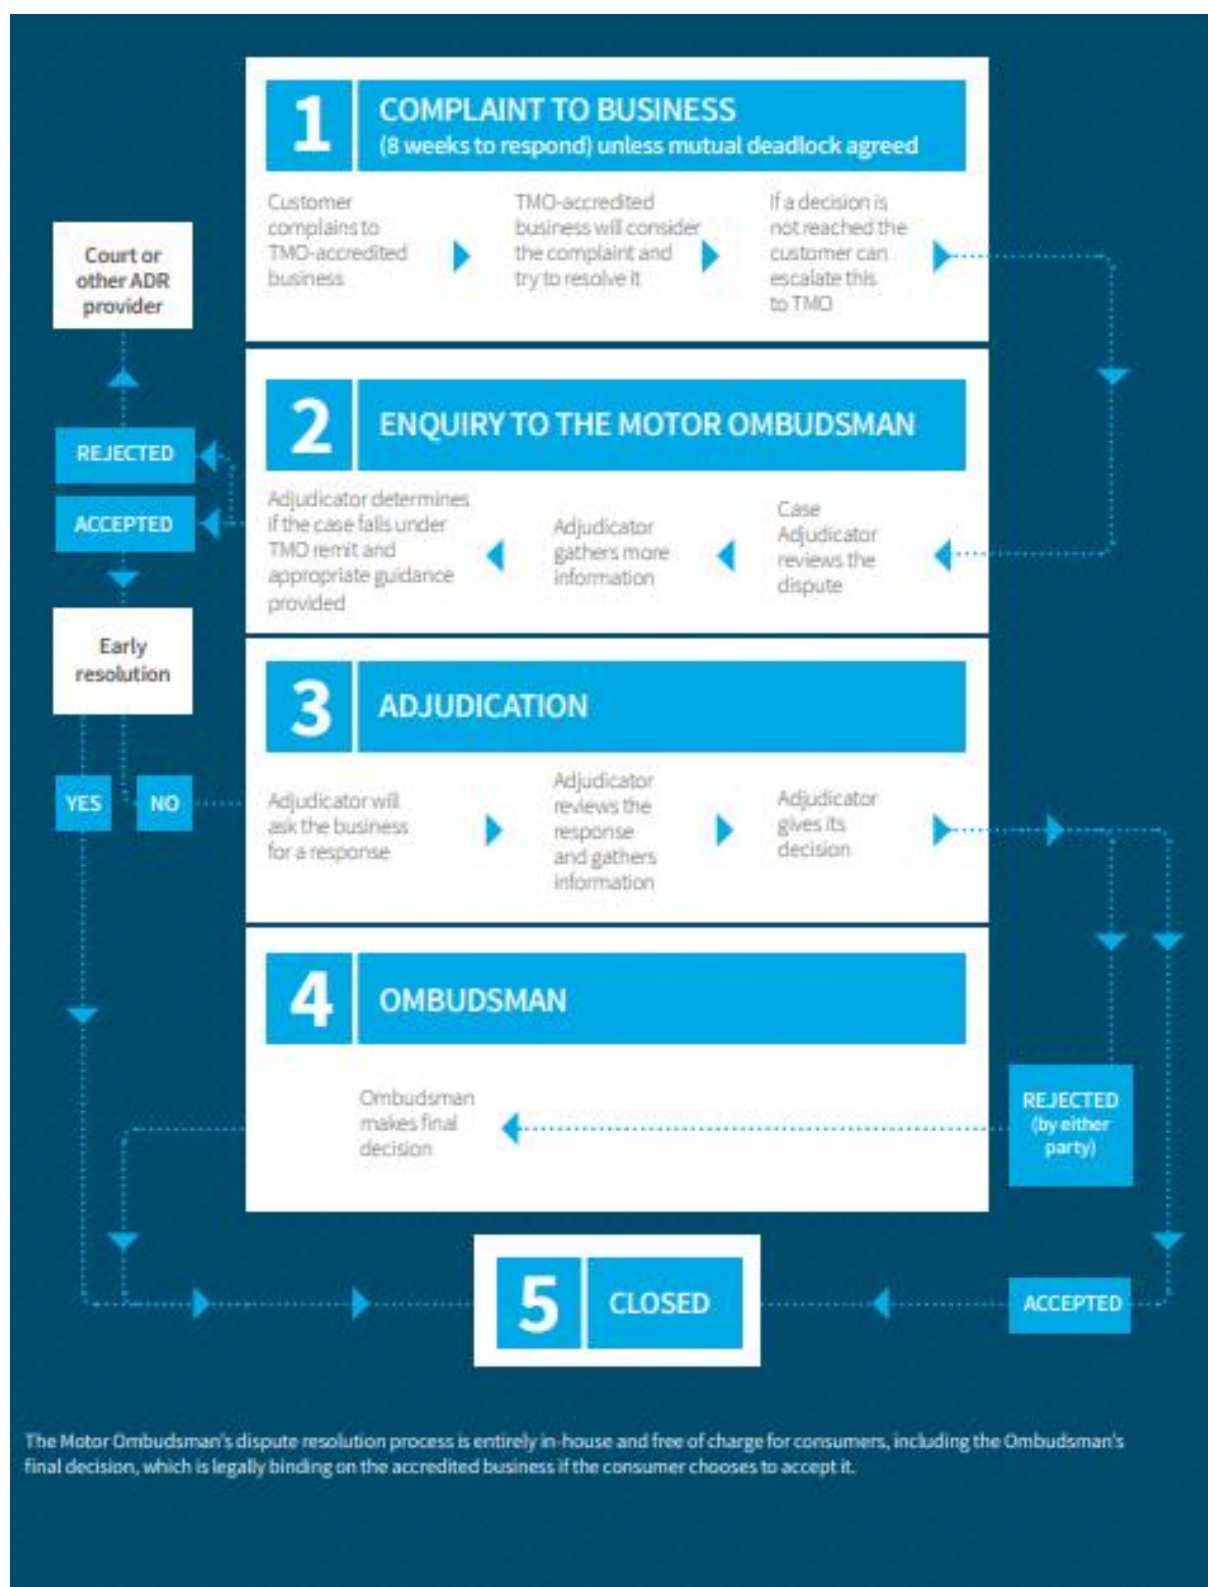 1
COMPLAINT TO BUSINESS
(8 weeks to respond) unless mutual deadlock agreed
Customer
complains to
TMO-accredited
business
TMO-accredited
business will consider
the complaint and
try to resolve it
If a decision is
not reached the
customer can
escalate this
to TMO
Court or
other ADR
provider
2
ENQUIRY TO THE MOTOR OMBUDSMAN
REJECTED
ACCEPTED
Case
Adjudicator
reviews the
dispute
Adjudicator
gathers more
information
Adjudicator determines
if the case falls under
TMO remit and
appropriate guidance
provided
Early
resolution
YES
NO
3
ADJUDICATION
Adjudicator will
ask the business
for a response
Adjudicator
reviews the
response
and gathers
information
Adjudicator
gives its
decision
4
OMBUDSMAN
Ombudsman
makes final
decision
REJECTED
(by either
party)
5
CLOSED
ACCEPTED
The Motor Ombudsman's dispute resolution process is entirely in-house and free of charge for consumers, including the Ombudsman's
final decision, which is legally binding on the accredited business if the consumer chooses to accept it.